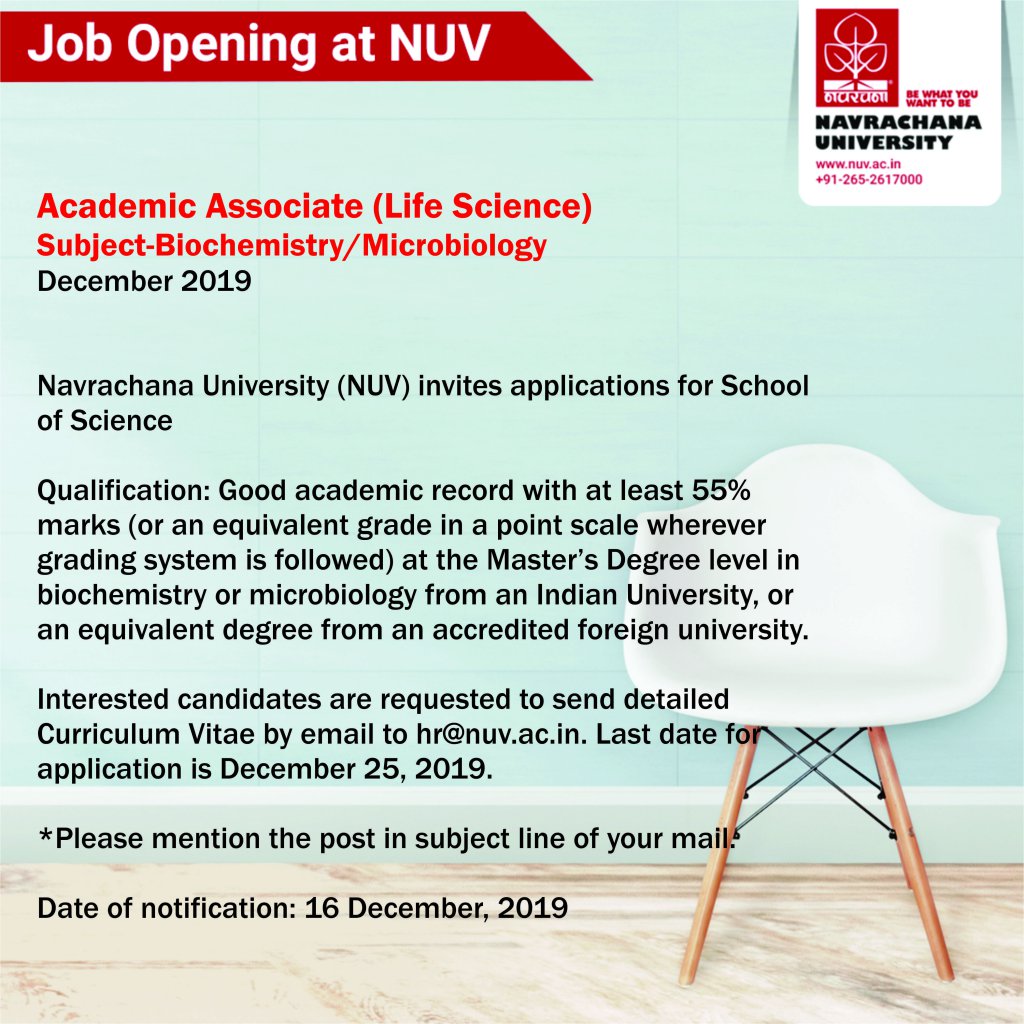 Job Opening at NUV
નવરચના
BE WHAT YOU
WANT TO BE
NAVRACHANA
UNIVERSITY
www.nuv.ac.in
+91-265-2617000
Academic Associate (Life Science)
Subject-Biochemistry/Microbiology
December 2019
Navrachana University (NUV) invites applications for School
of Science
Qualification: Good academic record with at least 55%
marks (or an equivalent grade in a point scale wherever
grading system is followed) at the Master's Degree level in
biochemistry or microbiology from an Indian University, or
an equivalent degree from an accredited foreign university.
Interested candidates are requested to send detailed
Curriculum Vitae by email to hr@nuv.ac.in. Last date for
application is December 25, 2019.
*Please mention the post in subject line of your mail.*
Date of notification: 16 December, 2019